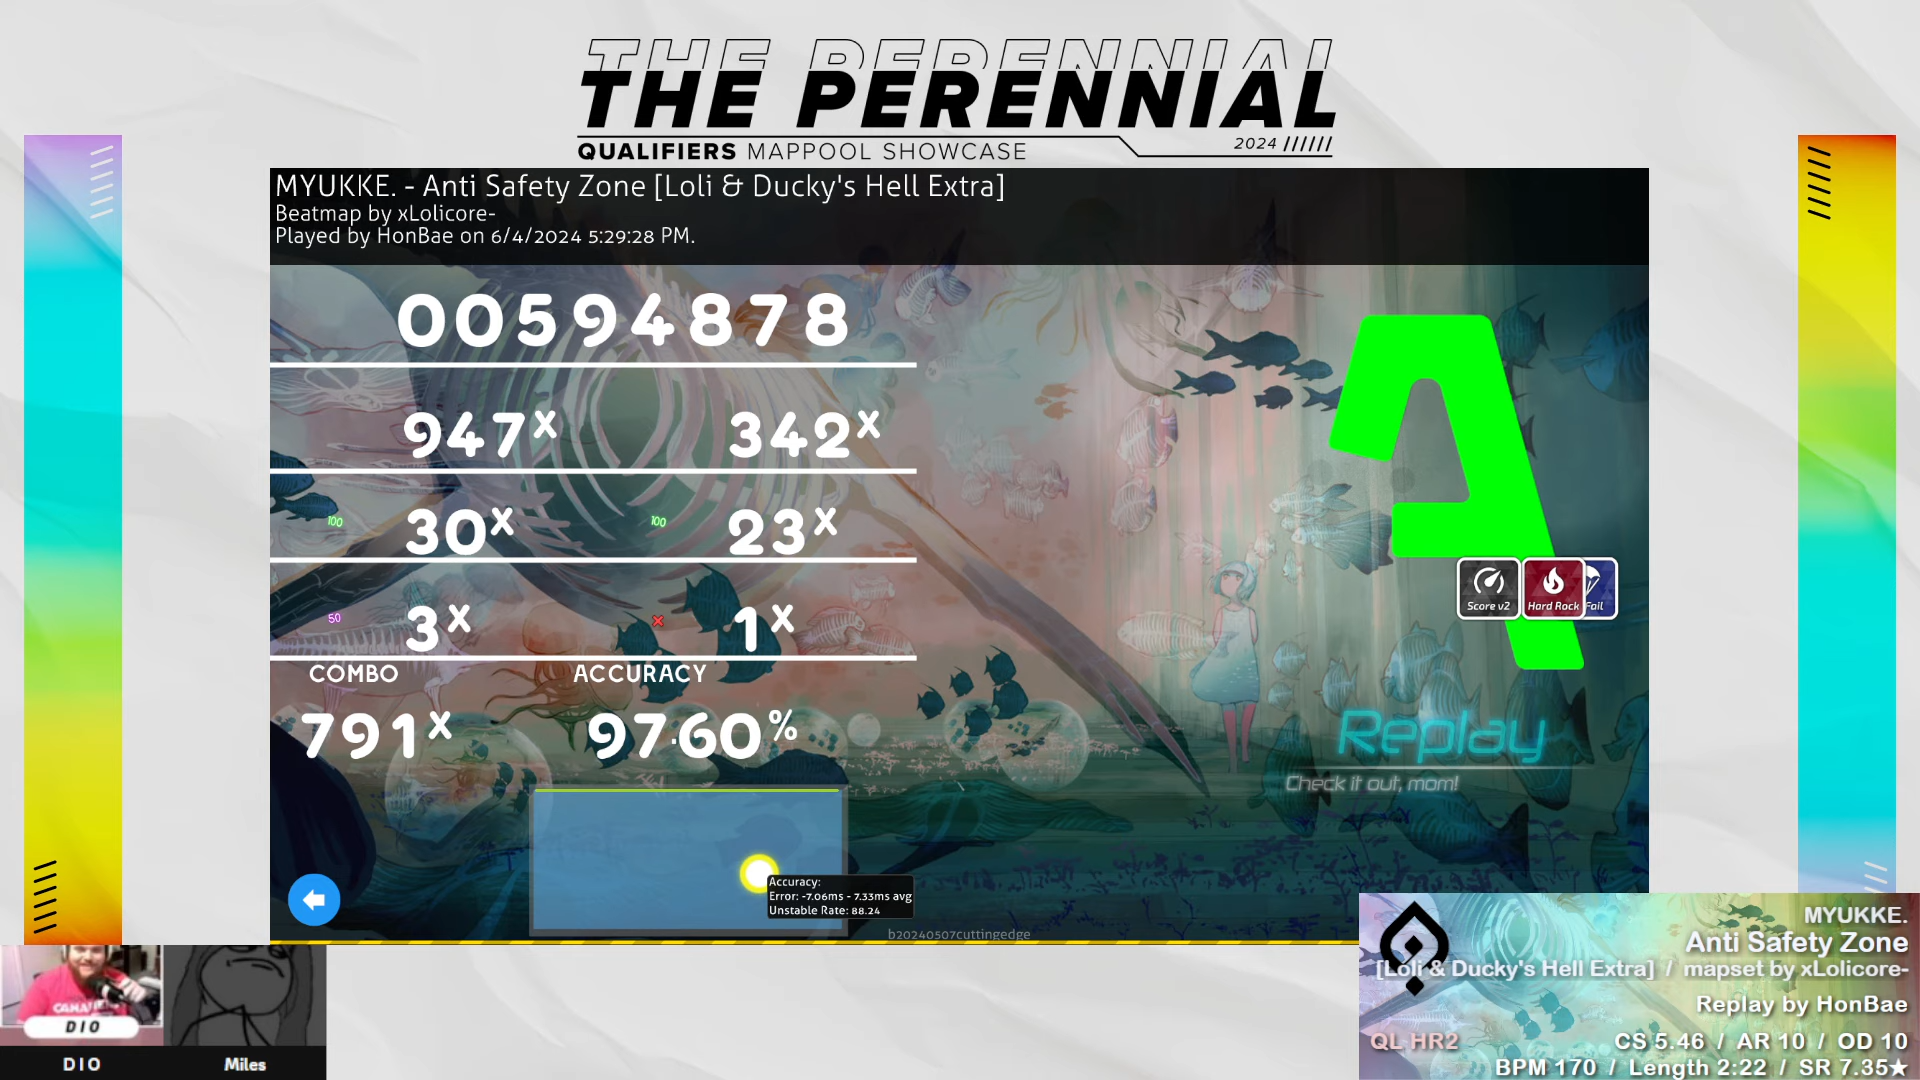 THE PERENNIAL
THE PERENNIAL
QUALIFIERS MAPPOOL SHOWCASE
2024 //////
MYUKKE. - Anti Safety Zone [Loli & Ducky's Hell Extra]
Beatmap by xLolicore-
Played by HonBae on 6/4/2024 5:29:28 PM.
00594878
947x 342x
100 30x 100 23x
50 3x X 1x
COMBO ACCURACY
791x 97.60%
Score v2 Hard Rock Fail
Replay
Check it out, mom!
Accuracy:
Error: -7.06ms - 7.33ms avg
Unstable Rate: 88.24
b20240507cuttingedge
DIO
DIO Miles
MYUKKE.
Anti Safety Zone
[Loli & Ducky's Hell Extra] / mapset by xLolicore-
Replay by HonBae
QL HR2 CS 5.46 / AR 10 / OD 10
BPM 170 / Length 2:22 / SR 7.35★